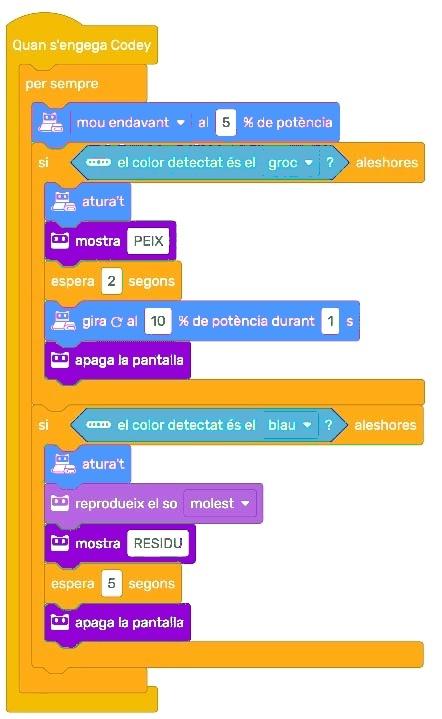 Quan s'engega Codey
per sempre
mou endavant al 5 % de potència
si el color detectat és el groc ? aleshores
atura't
mostra PEIX
espera 2 segons
gira al 10 % de potència durant 1 s
apaga la pantalla
si el color detectat és el blau ? aleshores
atura't
reprodueix el so molest
mostra RESIDU
espera 5 segons
apaga la pantalla